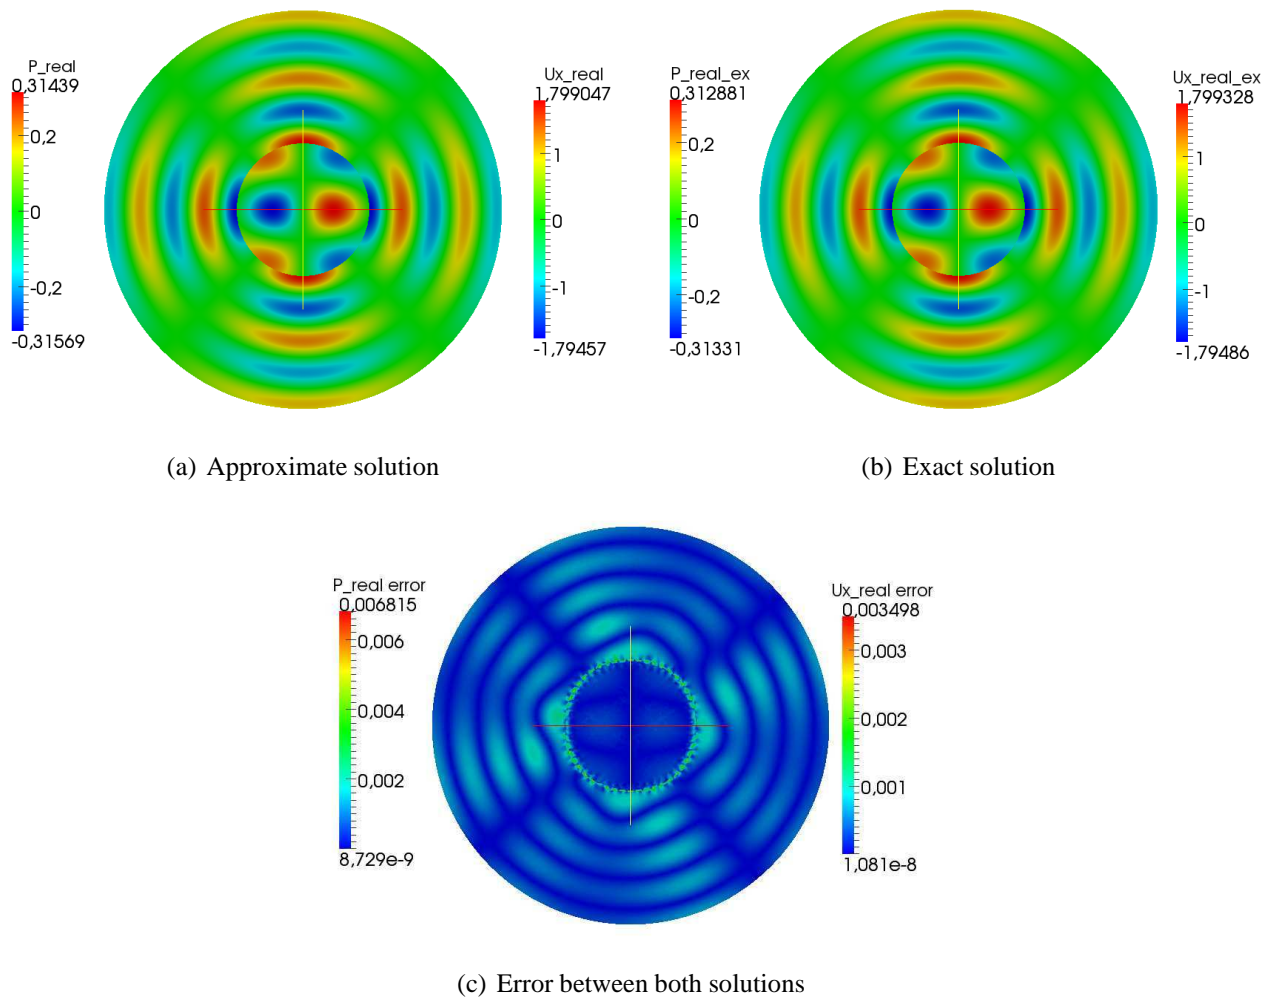 P_real
0,31439
0,2
0
-0,2
-0,31569
Ux_real
1,799047
1
0
-1
-1,79457
(a) Approximate solution
P_real_ex
0,312881
0,2
0
-0,2
-0,31331
Ux_real_ex
1,799328
1
0
-1
-1,79486
(b) Exact solution
P_real error
0,006815
0,006
0,004
0,002
8,729e-9
Ux_real error
0,003498
0,003
0,002
0,001
1,081e-8
(c) Error between both solutions